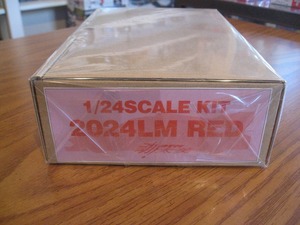 1/24SCALE KIT
2024LM RED